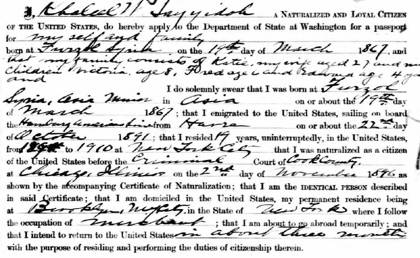 I, Khaleel W. A NATURALIZED AND LOYAL CITIZEN
OF THE UNITED STATES, do hereby apply, to the Department of State at Washington for a passport
for myself and family
born at Syria, on the 19th day of March 1867, and
that my family, consists of Katie, my wife aged 27 and my
children Victoria, age 8, Fred age 6 and Edward age 4 yrs
and I do solemnly swear that I was born at
Syria, Asia Minor in Asia on or about the 19th day
of March 1867; that I emigrated to the United States, sailing on board
the Hamburg American Line from Havre on or about the 22nd day
of October 1891; that I resided 19 years, uninterruptedly, in the United States,
from to 1910 at New York City that I was naturalized as a citizen
of the United States before the Criminal Court of Cook County,
at Chicago, Illinois on the 2nd day of November 1896 as
shown by the accompanying Certificate of Naturalization; that I am the IDENTICAL PERSON described
in said Certificate; that I am domiciled in the United States, my permanent residence being
at Brooklyn, in the State of New York where I follow
the occupation of merchant; that I am about to go abroad temporarily; and
that I intend to return to the United States in about three months
with the purpose of residing and performing the duties of citizenship therein.